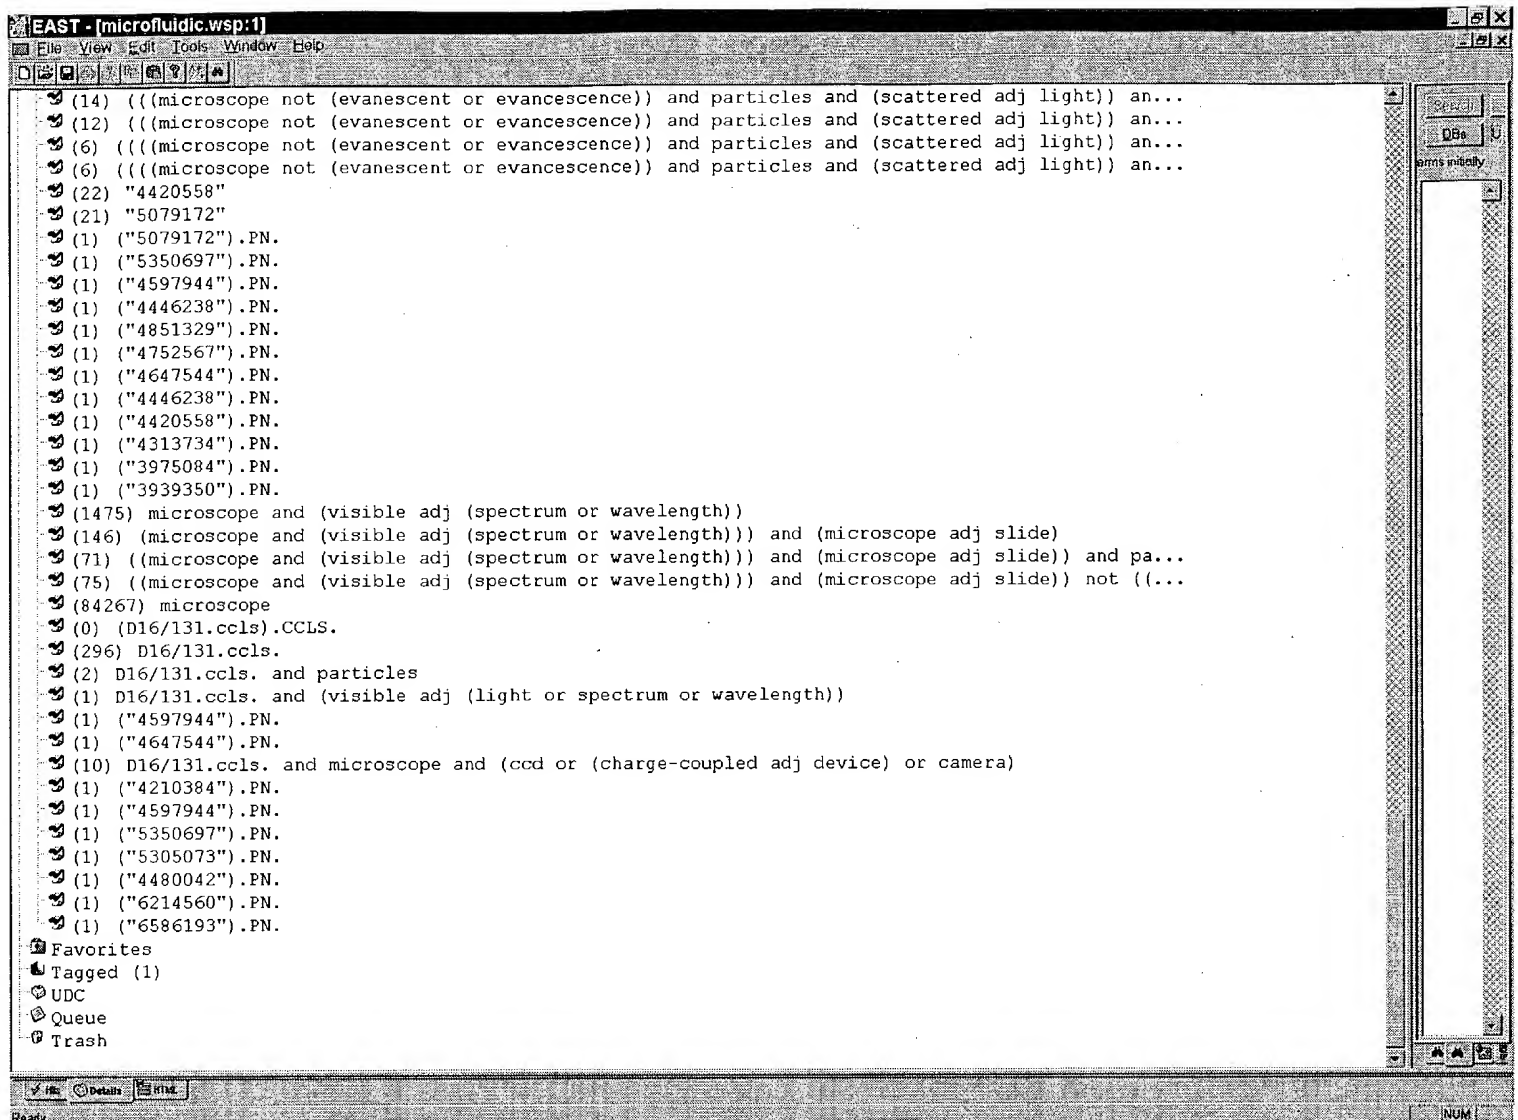 EAST - [microfluidic.wsp:1]
File View Edit Tools Window Help
(14) (((microscope not (evanescent or evancescence)) and particles and (scattered adj light)) an...
(12) (((microscope not (evanescent or evancescence)) and particles and (scattered adj light)) an...
(6) ((((microscope not (evanescent or evancescence)) and particles and (scattered adj light)) an...
(6) ((((microscope not (evanescent or evancescence)) and particles and (scattered adj light)) an...
(22) "4420558"
(21) "5079172"
(1) ("5079172").PN.
(1) ("5350697").PN.
(1) ("4597944").PN.
(1) ("4446238").PN.
(1) ("4851329").PN.
(1) ("4752567").PN.
(1) ("4647544").PN.
(1) ("4446238").PN.
(1) ("4420558").PN.
(1) ("4313734").PN.
(1) ("3975084").PN.
(1) ("3939350").PN.
(1475) microscope and (visible adj (spectrum or wavelength))
(146) (microscope and (visible adj (spectrum or wavelength))) and (microscope adj slide)
(71) ((microscope and (visible adj (spectrum or wavelength))) and (microscope adj slide)) and pa...
(75) ((microscope and (visible adj (spectrum or wavelength))) and (microscope adj slide)) not ((...
(84267) microscope
(0) (D16/131.ccls).CCLS.
(296) D16/131.ccls.
(2) D16/131.ccls. and particles
(1) D16/131.ccls. and (visible adj (light or spectrum or wavelength))
(1) ("4597944").PN.
(1) ("4647544").PN.
(10) D16/131.ccls. and microscope and (ccd or (charge-coupled adj device) or camera)
(1) ("4210384").PN.
(1) ("4597944").PN.
(1) ("5350697").PN.
(1) ("5305073").PN.
(1) ("4480042").PN.
(1) ("6214560").PN.
(1) ("6586193").PN.
Favorites
Tagged (1)
UDC
Queue
Trash
Search
DBs
erms initially
Details
HTML
Ready
NUM